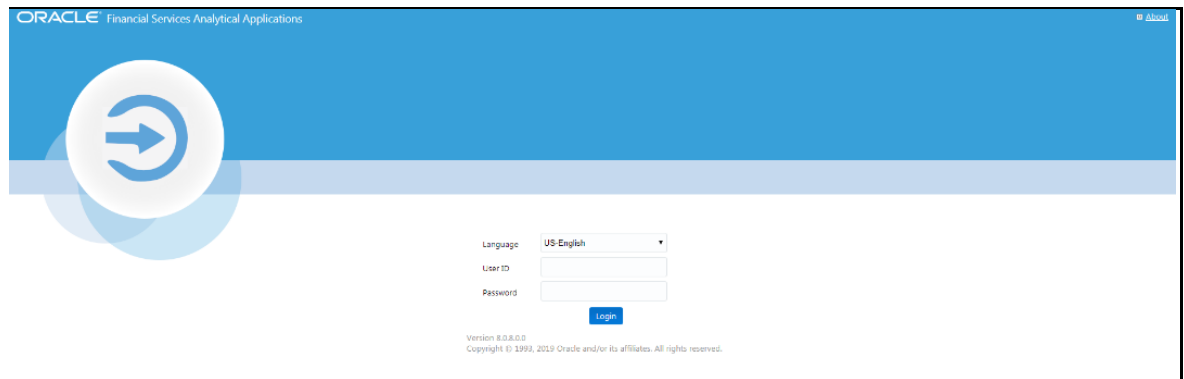 ORACLE Financial Services Analytical Applications
About
Language US-English
User ID
Password
Login
Version 8.0.8.0.0
Copyright © 1993, 2019 Oracle and/or its affiliates. All rights reserved.